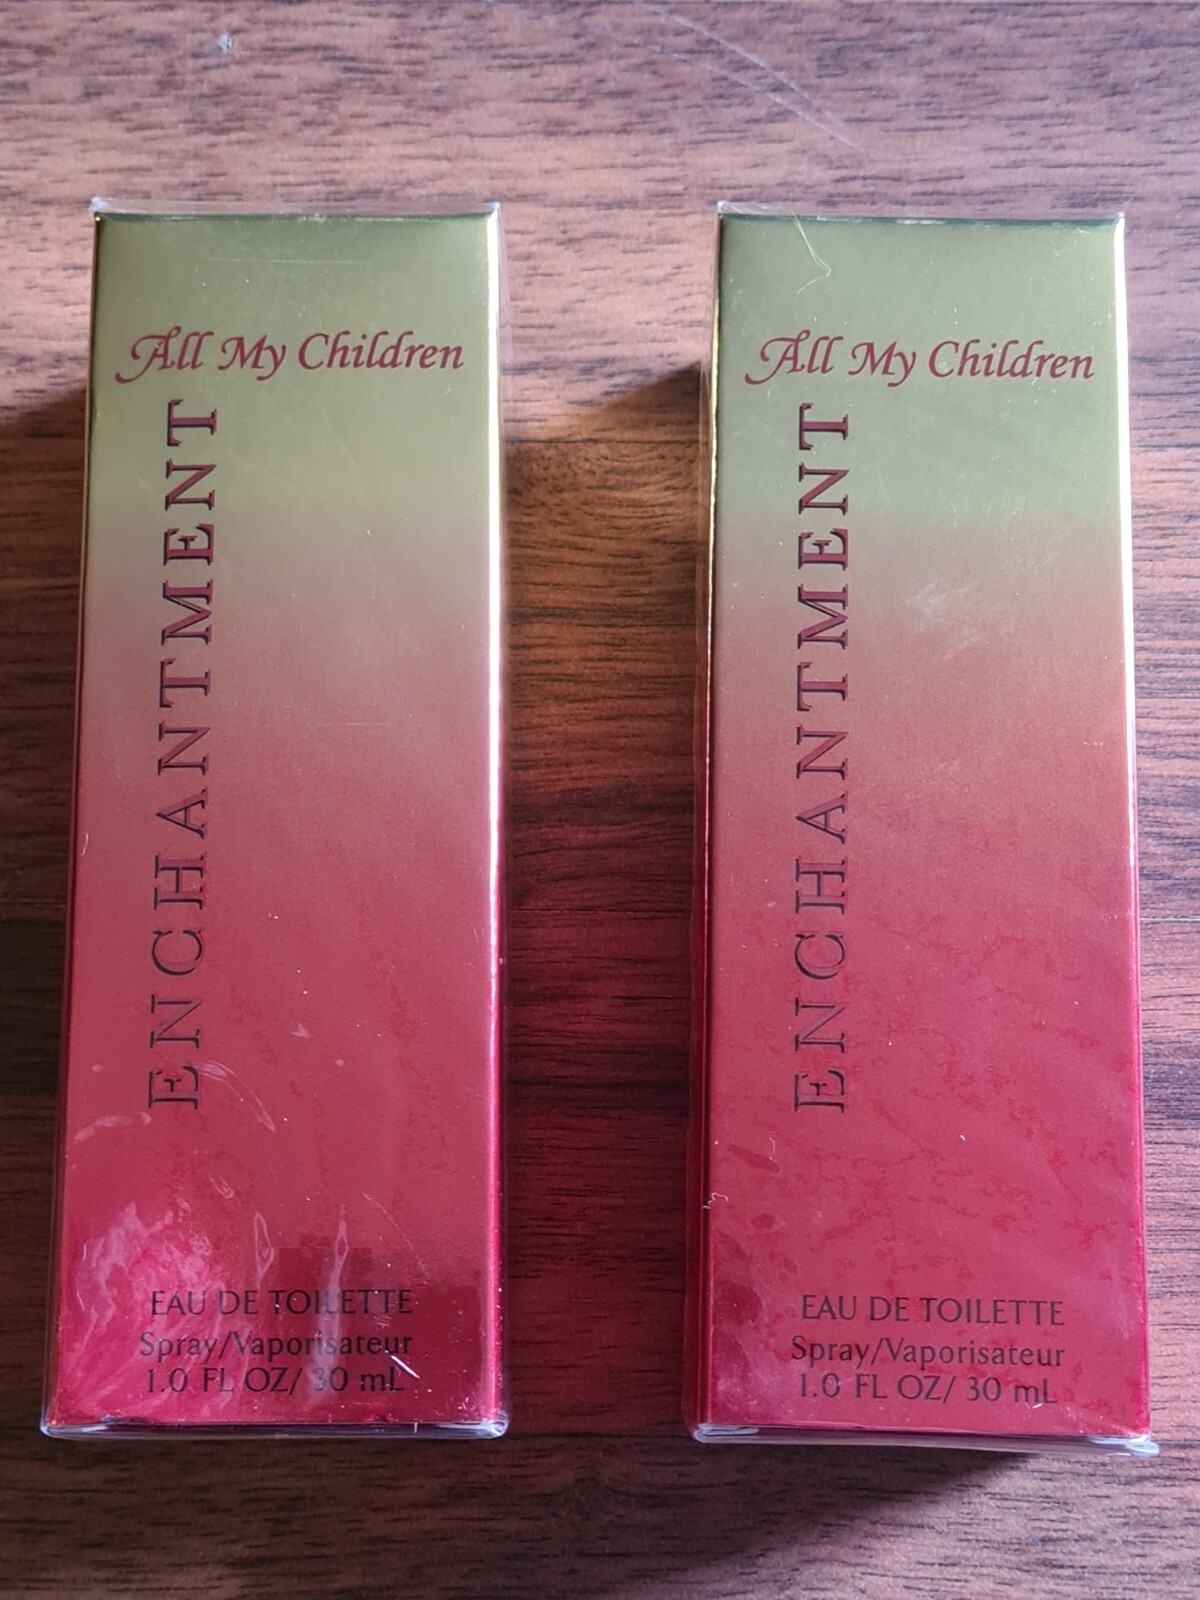 All My Children
ENCHANTMENT
EAU DE TOILETTE
Spray/Vaporisateur
1.0 FL OZ/ 30 mL
All My Children
ENCHANTMENT
EAU DE TOILETTE
Spray/Vaporisateur
1.0 FL OZ/ 30 mL